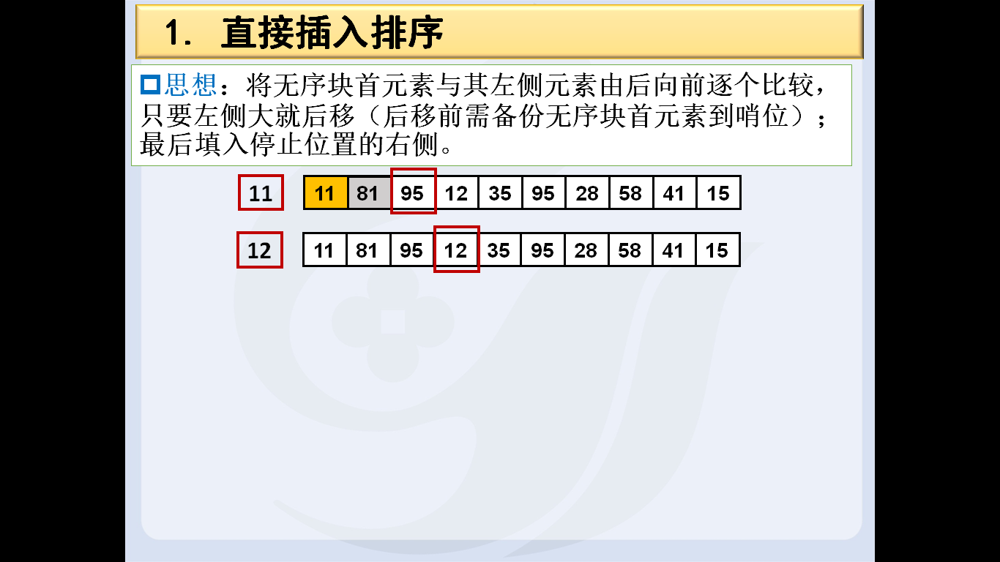 1. 直接插入排序
思想：将无序块首元素与其左侧元素由后向前逐个比较，
只要左侧大就后移（后移前需备份无序块首元素到哨位）；
最后填入停止位置的右侧。
11 11 81 95 12 35 95 28 58 41 15
12 11 81 95 12 35 95 28 58 41 15